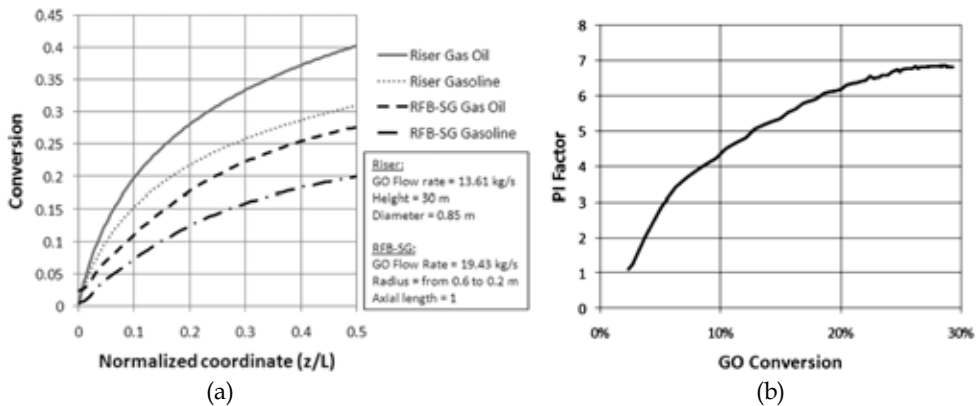 0.45
0.4
0.35
0.3
0.25
0.2
0.15
0.1
0.05
0
Conversion
0 0.1 0.2 0.3 0.4 0.5
Normalized coordinate (z/L)
Riser Gas Oil
Riser Gasoline
RFB-SG Gas Oil
RFB-SG Gasoline
Riser:
GO Flow rate = 13.61 kg/s
Height = 30 m
Diameter = 0.85 m
RFB-SG:
GO Flow Rate = 19.43 kg/s
Radius = from 0.6 to 0.2 m
Axial length = 1
(a)
8
7
6
5
4
3
2
1
0
PI Factor
0% 10% 20% 30%
GO Conversion
(b)